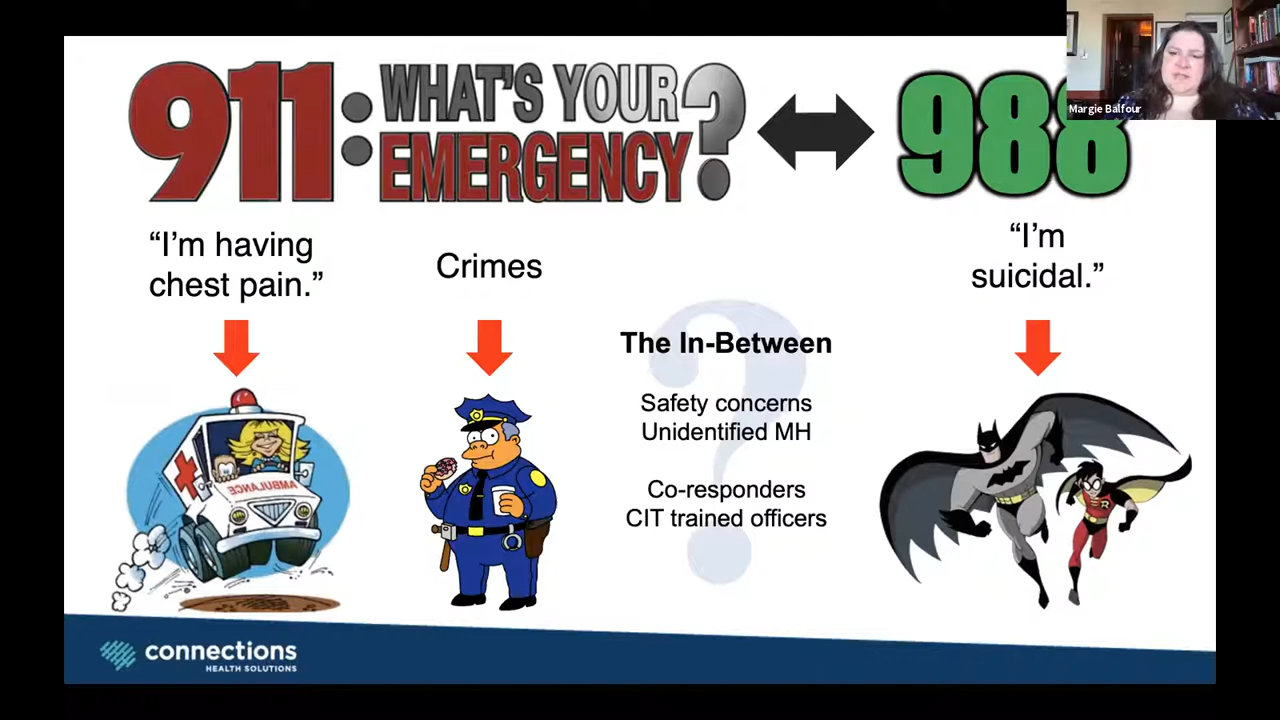 911: WHAT'S YOUR EMERGENCY?
988
Margie Balfour
“I’m having
chest pain.”
Crimes
“I’m
suicidal.”
The In-Between
Safety concerns
Unidentified MH
Co-responders
CIT trained officers
AMBULANCE
R
connections
HEALTH SOLUTIONS